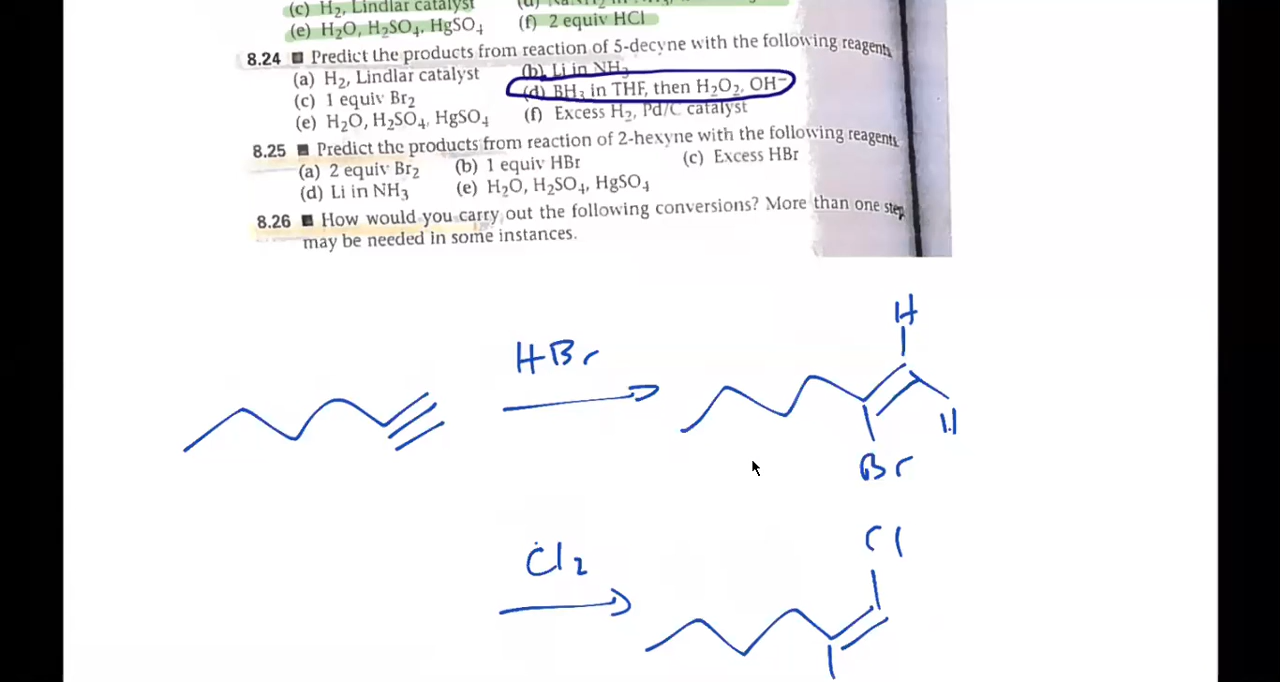 (c) H₂, Lindlar catalyst
(e) H₂O, H₂SO₄, HgSO₄ (f) 2 equiv HCl
8.24 ■ Predict the products from reaction of 5-decyne with the following reagents
(a) H₂, Lindlar catalyst (b) Li in NH₃
(c) 1 equiv Br₂ (d) BH₃ in THF, then H₂O₂, OH⁻
(e) H₂O, H₂SO₄, HgSO₄ (f) Excess H₂, Pd/C catalyst
8.25 ■ Predict the products from reaction of 2-hexyne with the following reagents
(a) 2 equiv Br₂ (b) 1 equiv HBr (c) Excess HBr
(d) Li in NH₃ (e) H₂O, H₂SO₄, HgSO₄
8.26 ■ How would you carry out the following conversions? More than one step
may be needed in some instances.
H
HBr
H
Br
Cl
Cl₂